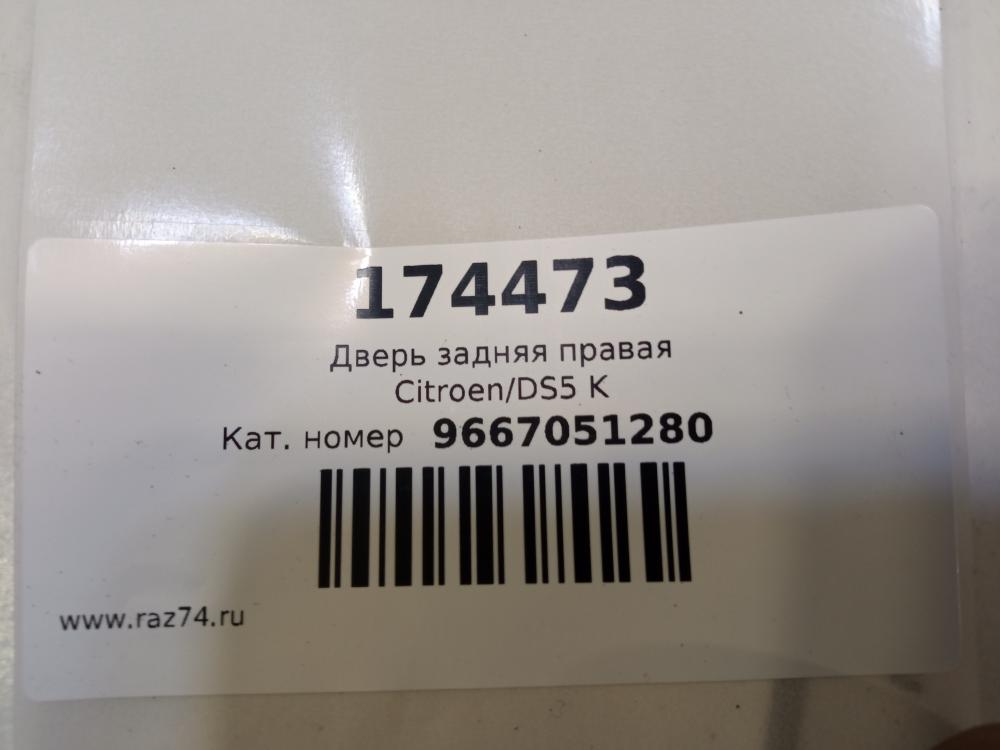 174473
Дверь задняя правая
Citroen/DS5 K
Кат. номер 9667051280
www.raz74.ru